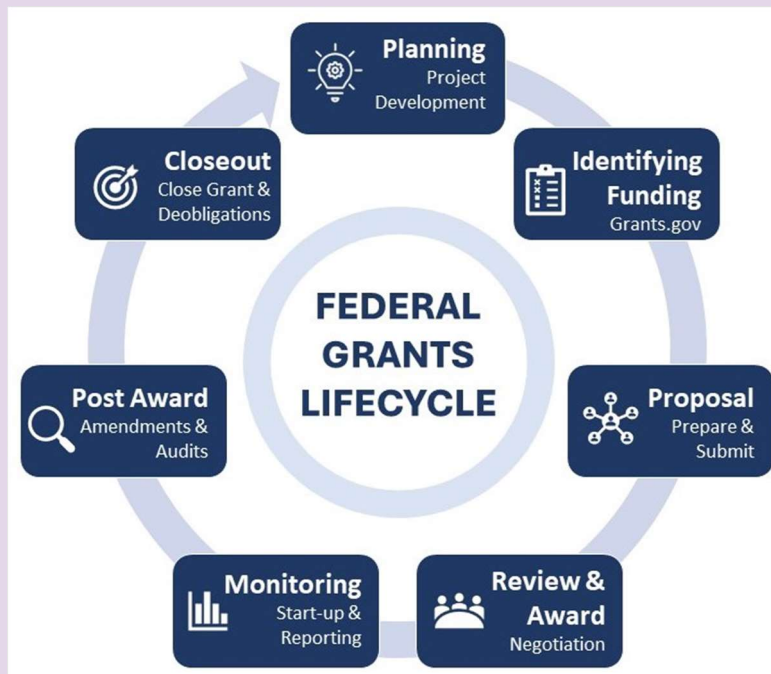 Planning
Project
Development
Identifying
Funding
Grants.gov
Proposal
Prepare &
Submit
Review &
Award
Negotiation
Monitoring
Start-up &
Reporting
Post Award
Amendments &
Audits
Closeout
Close Grant &
Deobligations
FEDERAL
GRANTS
LIFECYCLE